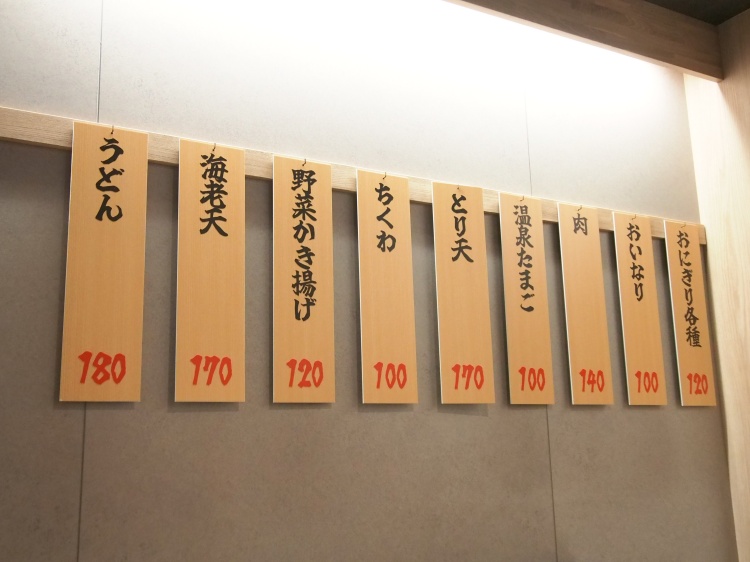 うどん
180
海老天
170
野菜かき揚げ
120
ちくわ
100
とり天
170
温泉たまご
100
肉
140
おいなり
100
おにぎり各種
120